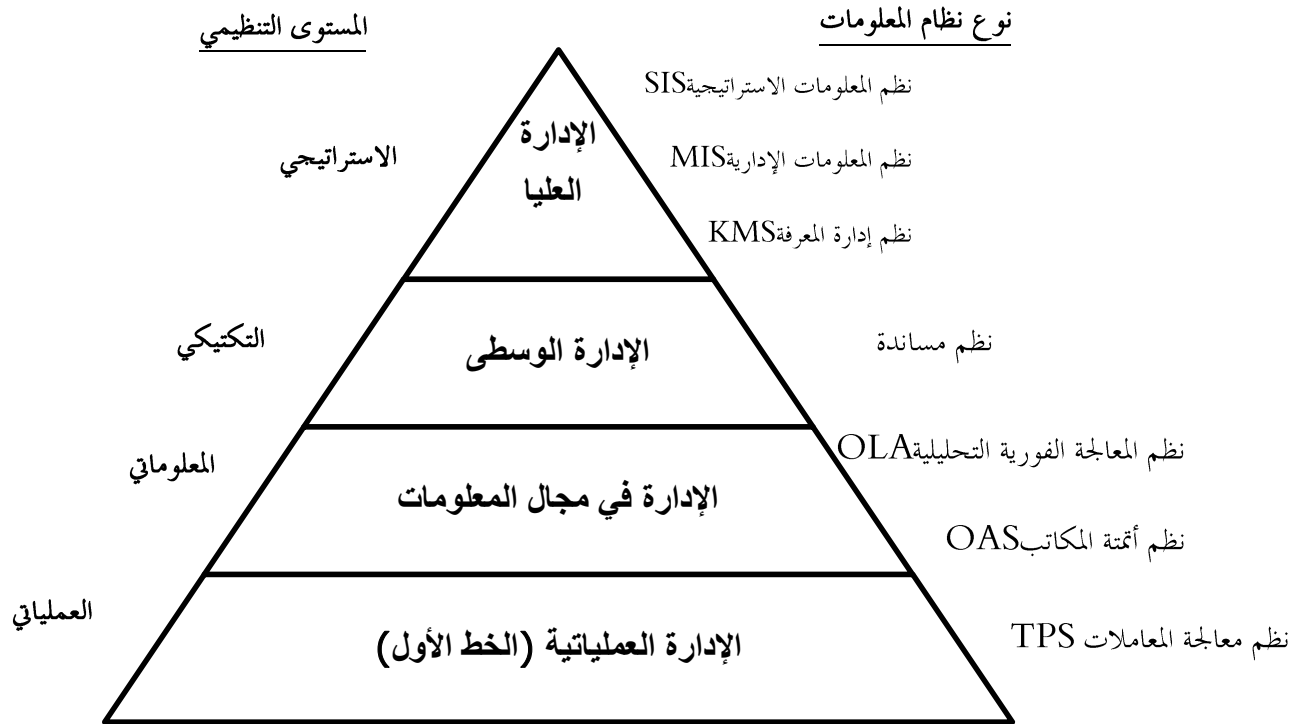 نوع نظام المعلومات
المستوى التنظيمي
نظم المعلومات الاستراتيجيةSIS
الإدارة
العليا
الاستراتيجي
نظم المعلومات الإداريةMIS
نظم إدارة المعرفةKMS
نظم مساندة
الإدارة الوسطى
التكتيكي
نظم المعالجة الفورية التحليليةOLA
المعلوماتي
الإدارة في مجال المعلومات
نظم أتمتة المكاتبOAS
العملياتي
نظم معالجة المعاملات TPS
الإدارة العملياتية (الخط الأول)